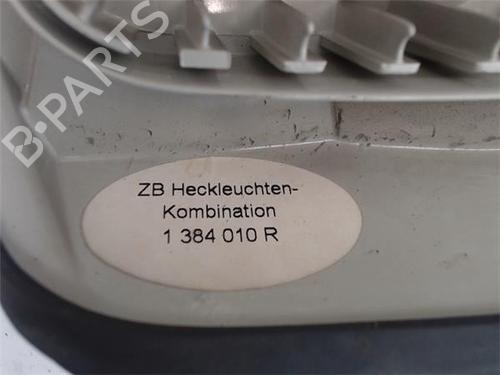 B-PARTS
ZB Heckleuchten-
Kombination
1 384 010 R